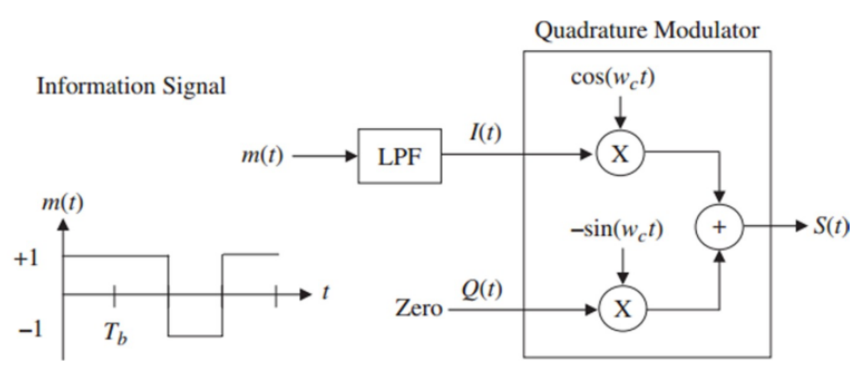 Quadrature Modulator
cos(w_ct)
Information Signal
I(t)
m(t)
LPF
X
m(t)
+1
–sin(w_ct)
+
S(t)
t
Q(t)
Zero
X
–1
T_b